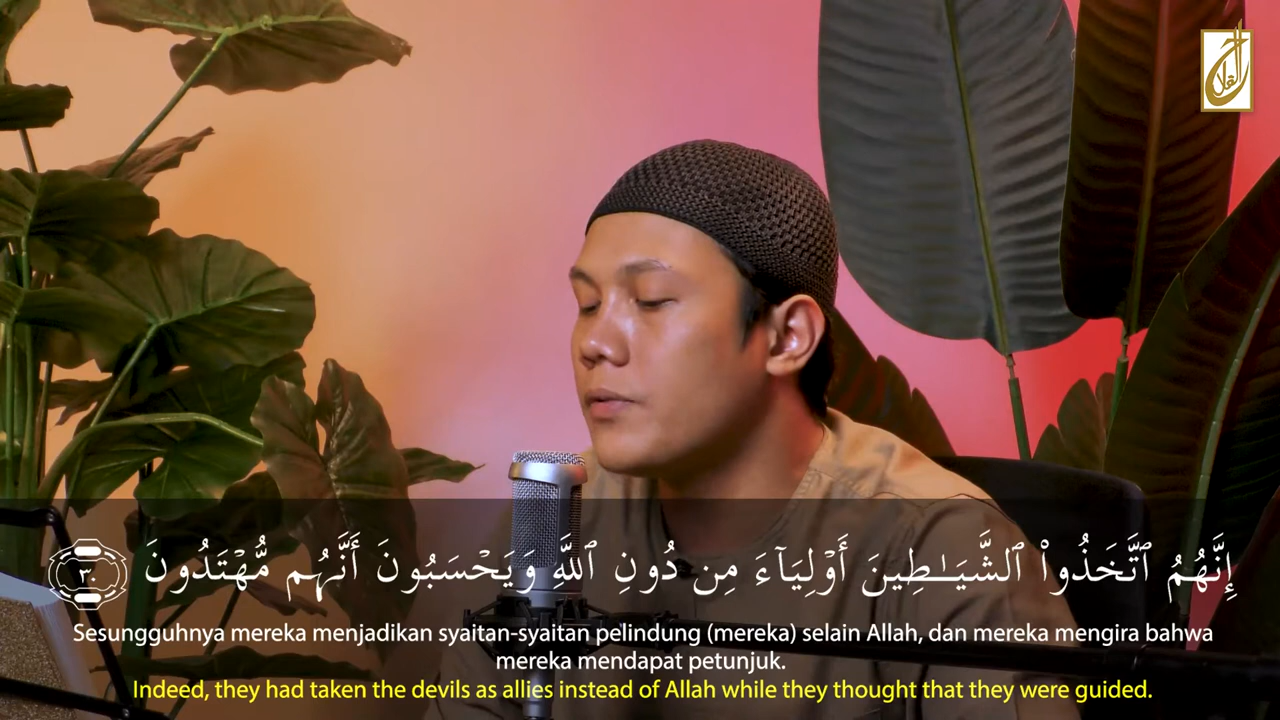 إِنَّهُمُ ٱتَّخَذُوا۟ ٱلشَّيَـٰطِينَ أَوْلِيَآءَ مِن دُونِ ٱللَّهِ وَيَحْسَبُونَ أَنَّهُم مُّهْتَدُونَ ٣٠
Sesungguhnya mereka menjadikan syaitan-syaitan pelindung (mereka) selain Allah, dan mereka mengira bahwa
mereka mendapat petunjuk.
Indeed, they had taken the devils as allies instead of Allah while they thought that they were guided.